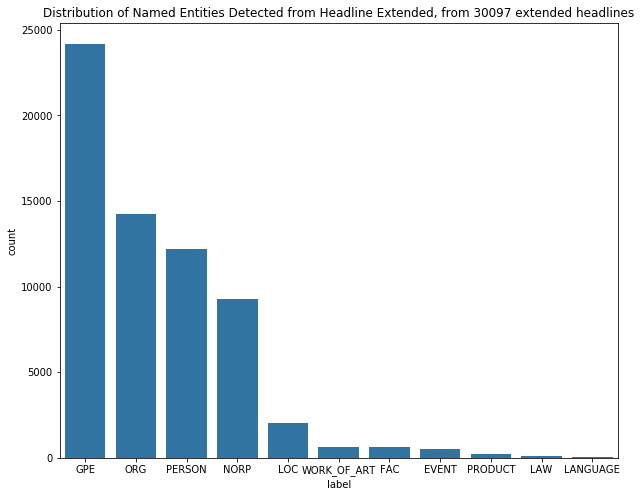 Distribution of Named Entities Detected from Headline Extended, from 30097 extended headlines
25000
20000
15000
10000
5000
0
count
GPE ORG PERSON NORP LOC WORK_OF_ART FAC EVENT PRODUCT LAW LANGUAGE
label